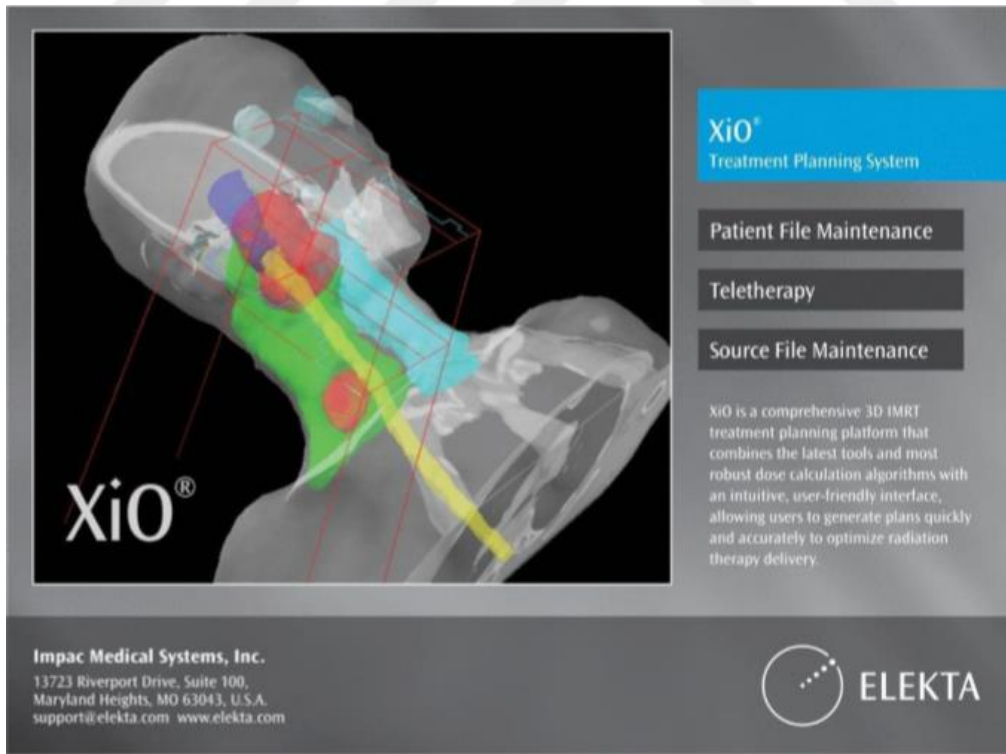 XiO®
Treatment Planning System
Patient File Maintenance
Teletherapy
Source File Maintenance
XiO is a comprehensive 3D IMRT
treatment planning platform that
combines the latest tools and most
robust dose calculation algorithms with
an intuitive, user-friendly interface,
allowing users to generate plans quickly
and accurately to optimize radiation
therapy delivery.
XiO®
Impac Medical Systems, Inc.
13723 Riverport Drive, Suite 100,
Maryland Heights, MO 63043, U.S.A.
support@elekta.com www.elekta.com
ELEKTA